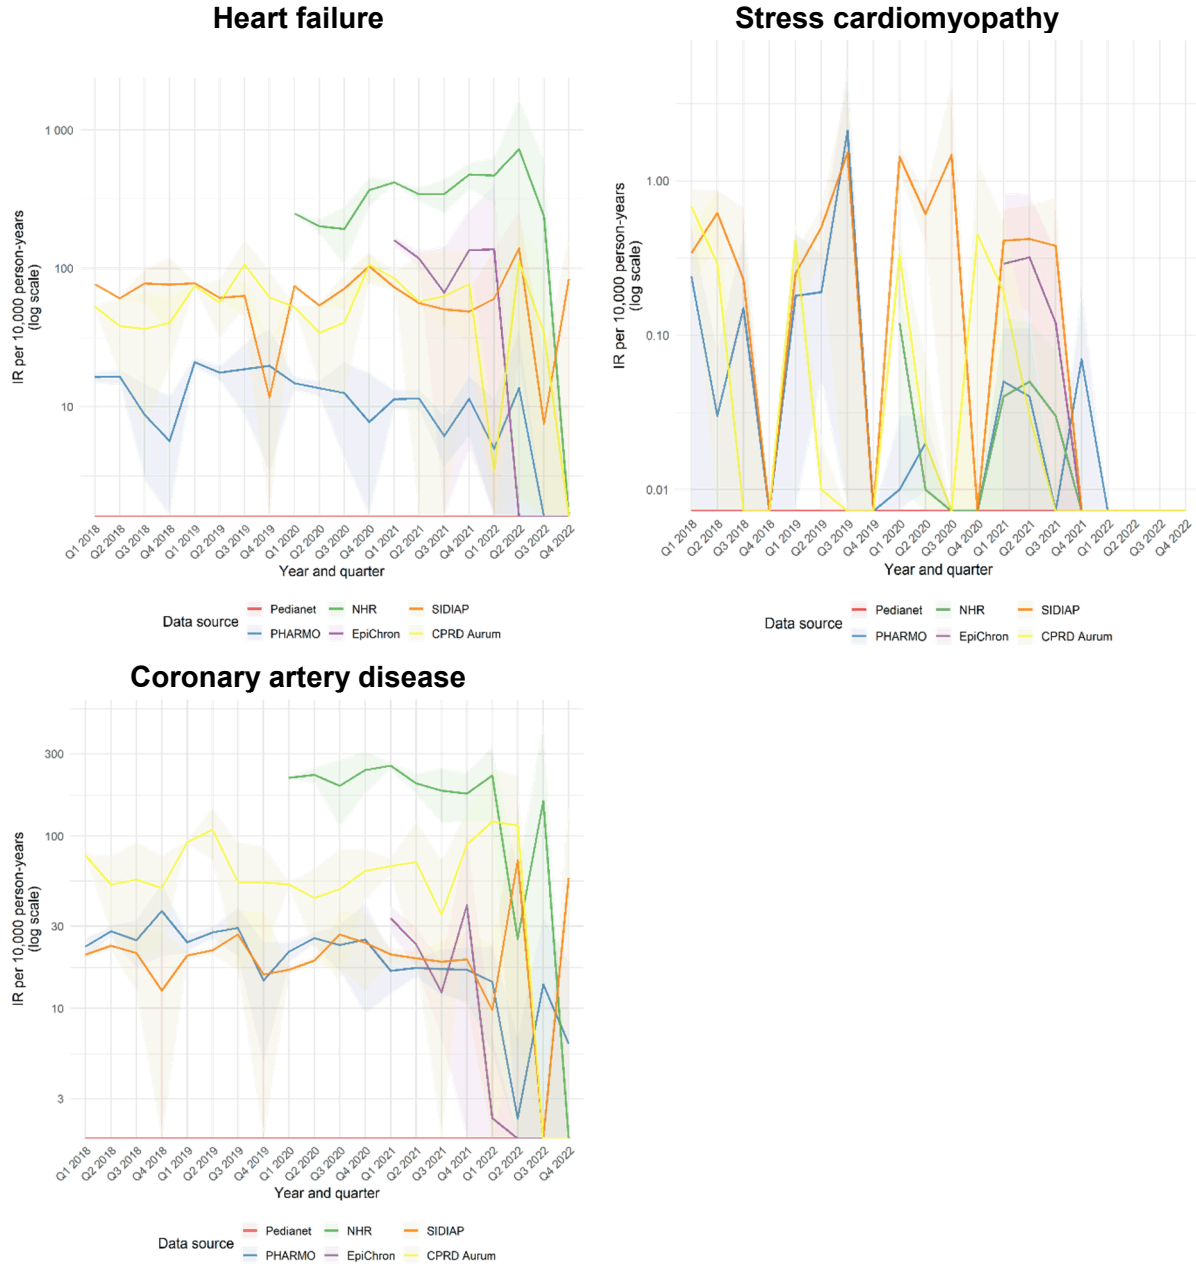 Heart failure
IR per 10,000 person-years
(log scale)
1 000
100
10
Q1 2018
Q2 2018
Q3 2018
Q4 2018
Q1 2019
Q2 2019
Q3 2019
Q4 2019
Q1 2020
Q2 2020
Q3 2020
Q4 2020
Q1 2021
Q2 2021
Q3 2021
Q4 2021
Q1 2022
Q2 2022
Q3 2022
Q4 2022
Year and quarter
Data source
Pedianet NHR SIDIAP
PHARMO EpiChron CPRD Aurum
Stress cardiomyopathy
IR per 10,000 person-years
(log scale)
1.00
0.10
0.01
Q1 2018
Q2 2018
Q3 2018
Q4 2018
Q1 2019
Q2 2019
Q3 2019
Q4 2019
Q1 2020
Q2 2020
Q3 2020
Q4 2020
Q1 2021
Q2 2021
Q3 2021
Q4 2021
Q1 2022
Q2 2022
Q3 2022
Q4 2022
Year and quarter
Data source
Pedianet NHR SIDIAP
PHARMO EpiChron CPRD Aurum
Coronary artery disease
IR per 10,000 person-years
(log scale)
300
100
30
10
3
Q1 2018
Q2 2018
Q3 2018
Q4 2018
Q1 2019
Q2 2019
Q3 2019
Q4 2019
Q1 2020
Q2 2020
Q3 2020
Q4 2020
Q1 2021
Q2 2021
Q3 2021
Q4 2021
Q1 2022
Q2 2022
Q3 2022
Q4 2022
Year and quarter
Data source
Pedianet NHR SIDIAP
PHARMO EpiChron CPRD Aurum